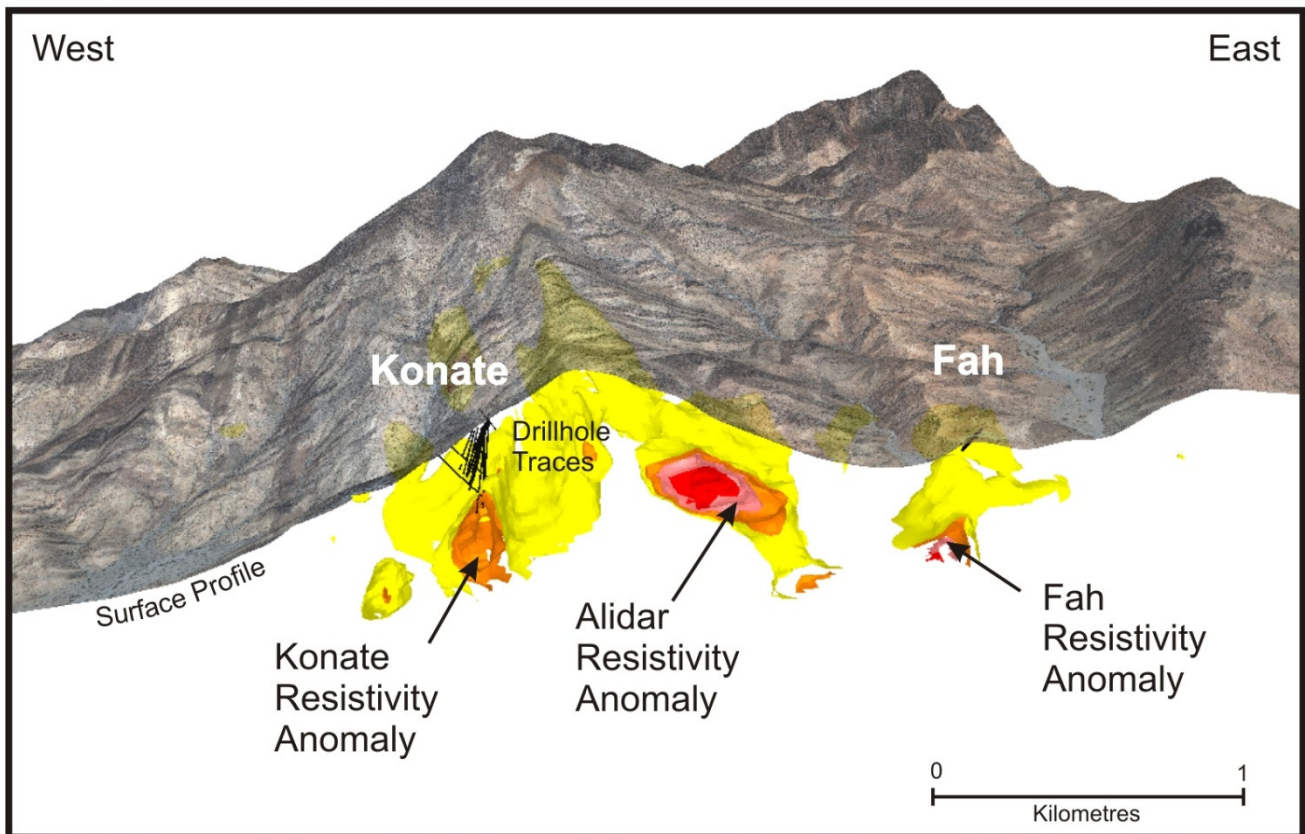 West
East
Konate
Fah
Drillhole
Traces
Surface Profile
Konate
Resistivity
Anomaly
Alidar
Resistivity
Anomaly
Fah
Resistivity
Anomaly
0
1
Kilometres